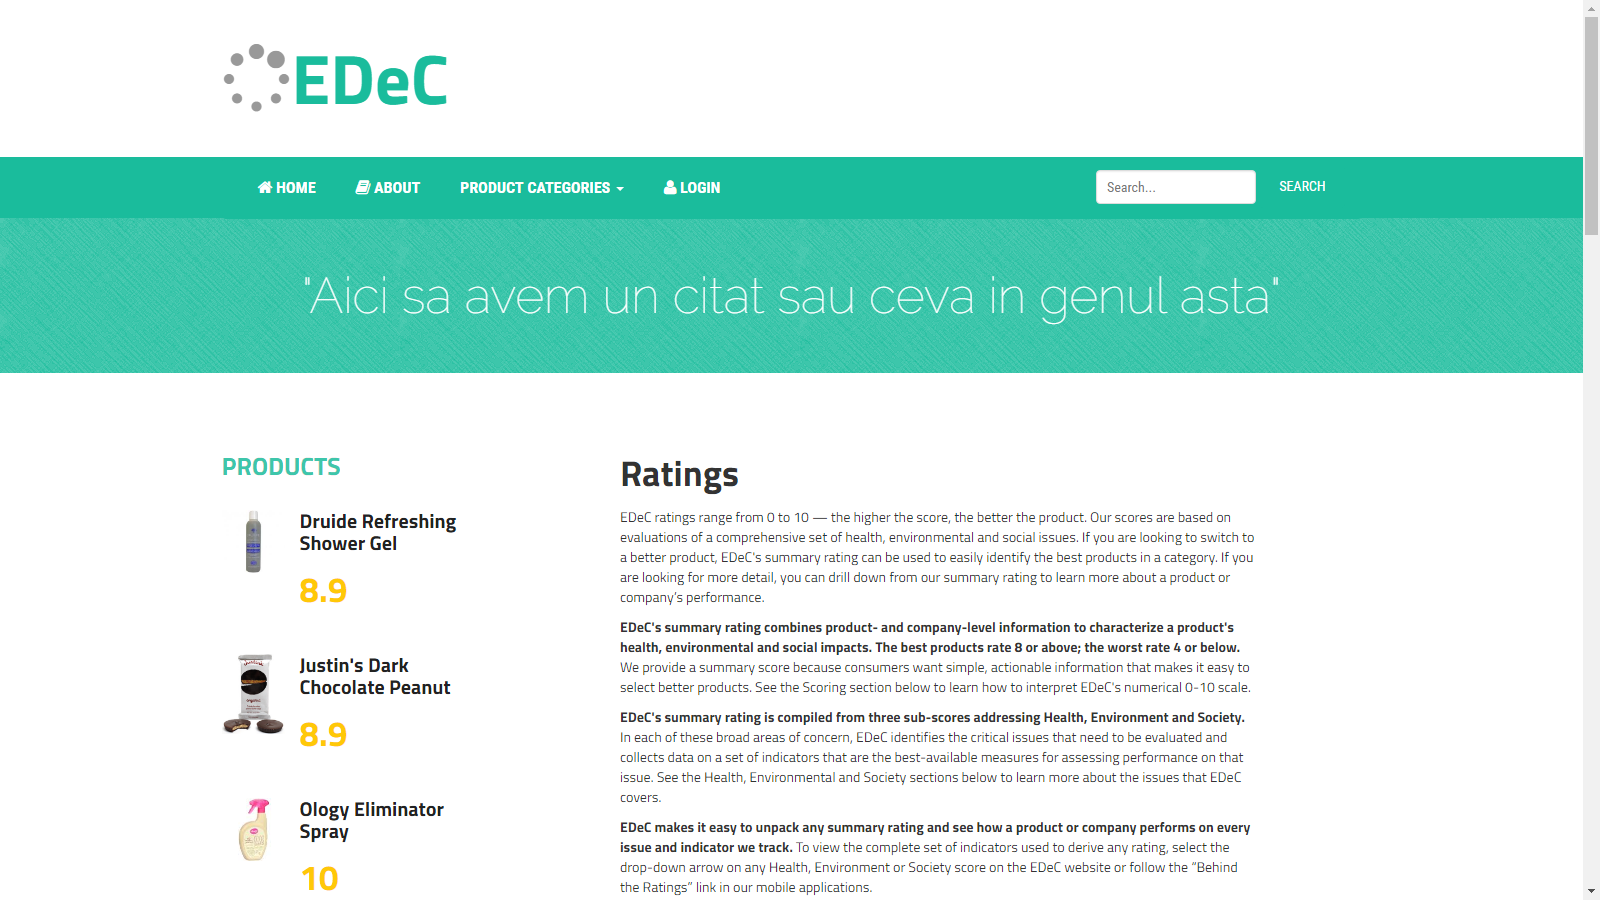 EDeC
HOME
ABOUT
PRODUCT CATEGORIES
LOGIN
Search...
SEARCH
"Aici sa avem un citat sau ceva in genul asta"
PRODUCTS
Druide Refreshing
Shower Gel
8.9
Justin's Dark
Chocolate Peanut
8.9
Ology Eliminator
Spray
10
Ratings
EDeC ratings range from 0 to 10 — the higher the score, the better the product. Our scores are based on
evaluations of a comprehensive set of health, environmental and social issues. If you are looking to switch to
a better product, EDeC's summary rating can be used to easily identify the best products in a category. If you
are looking for more detail, you can drill down from our summary rating to learn more about a product or
company’s performance.
EDeC's summary rating combines product- and company-level information to characterize a product's
health, environmental and social impacts. The best products rate 8 or above; the worst rate 4 or below.
We provide a summary score because consumers want simple, actionable information that makes it easy to
select better products. See the Scoring section below to learn how to interpret EDeC's numerical 0-10 scale.
EDeC's summary rating is compiled from three sub-scores addressing Health, Environment and Society.
In each of these broad areas of concern, EDeC identifies the critical issues that need to be evaluated and
collects data on a set of indicators that are the best-available measures for assessing performance on that
issue. See the Health, Environmental and Society sections below to learn more about the issues that EDeC
covers.
EDeC makes it easy to unpack any summary rating and see how a product or company performs on every
issue and indicator we track. To view the complete set of indicators used to derive any rating, select the
drop-down arrow on any Health, Environment or Society score on the EDeC website or follow the “Behind
the Ratings” link in our mobile applications.